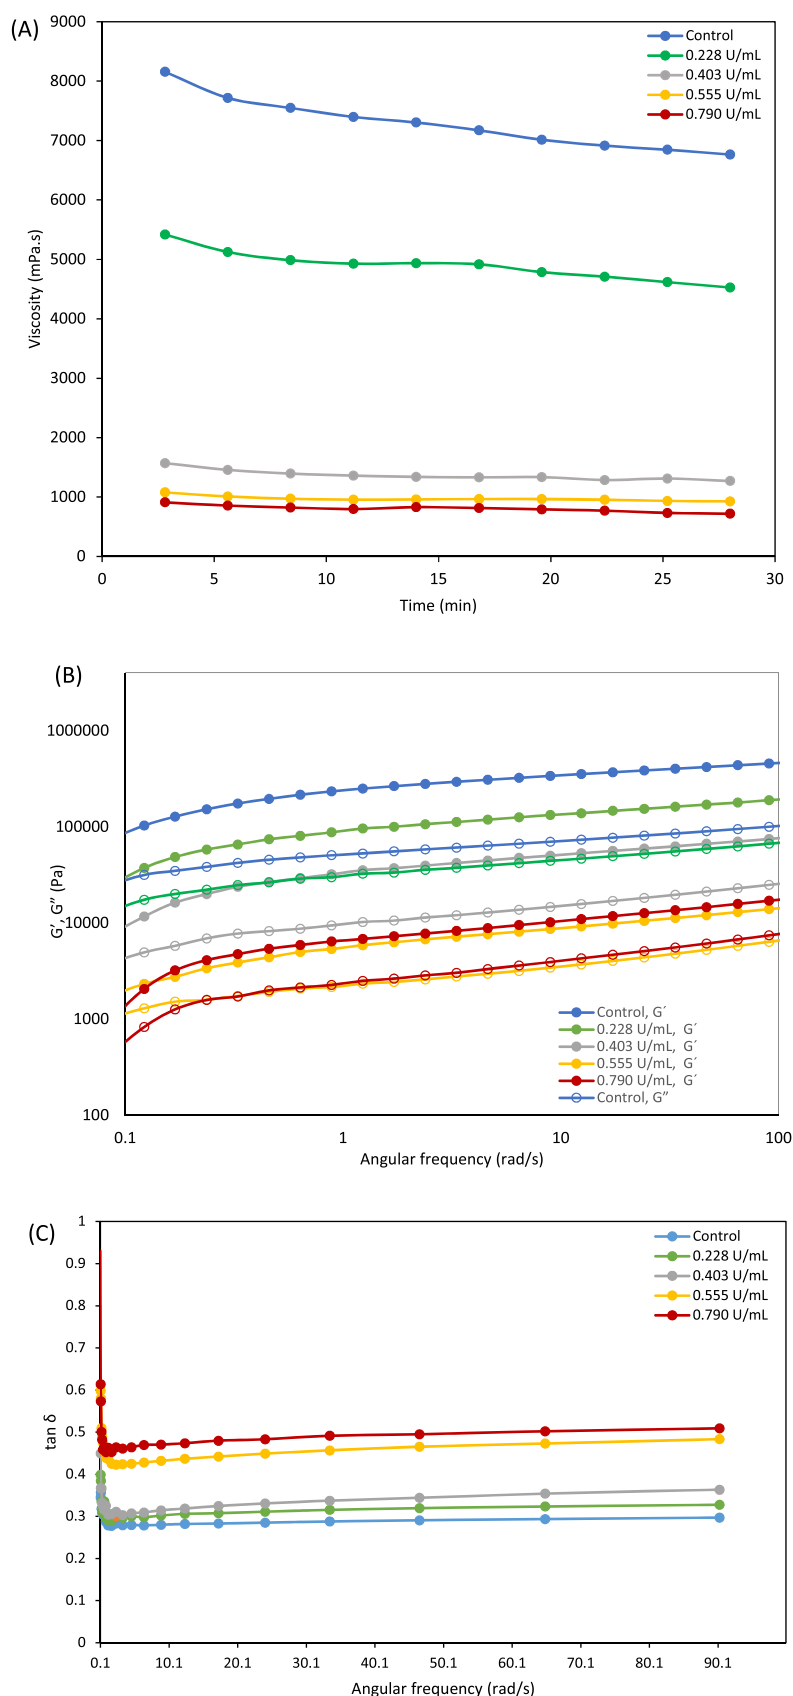 (A)
9000
8000
7000
6000
5000
4000
3000
2000
1000
0
Viscosity (mPa.s)
Control
0.228 U/mL
0.403 U/mL
0.555 U/mL
0.790 U/mL
0 5 10 15 20 25 30
Time (min)
(B)
1000000
100000
10000
1000
100
G′, G″ (Pa)
Control, G´
0.228 U/mL, G´
0.403 U/mL, G´
0.555 U/mL, G´
0.790 U/mL, G´
Control, G″
0.1 1 10 100
Angular frequency (rad/s)
(C)
1
0.9
0.8
0.7
0.6
0.5
0.4
0.3
0.2
0.1
0
tan δ
Control
0.228 U/mL
0.403 U/mL
0.555 U/mL
0.790 U/mL
0.1 10.1 20.1 30.1 40.1 50.1 60.1 70.1 80.1 90.1
Angular frequency (rad/s)